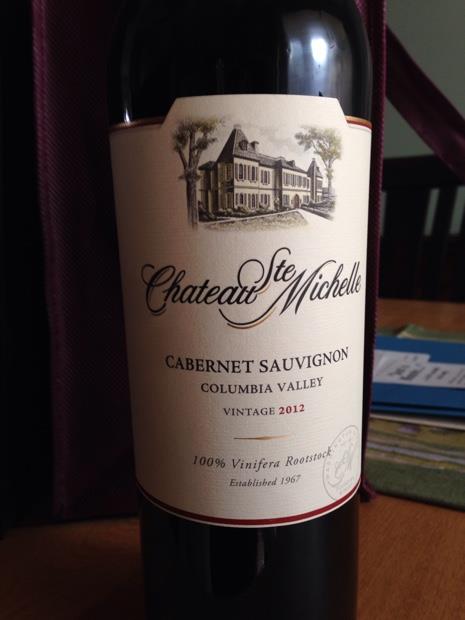 Chateau Ste Michelle
CABERNET SAUVIGNON
COLUMBIA VALLEY
VINTAGE 2012
100% Vinifera Rootstock
Established 1967